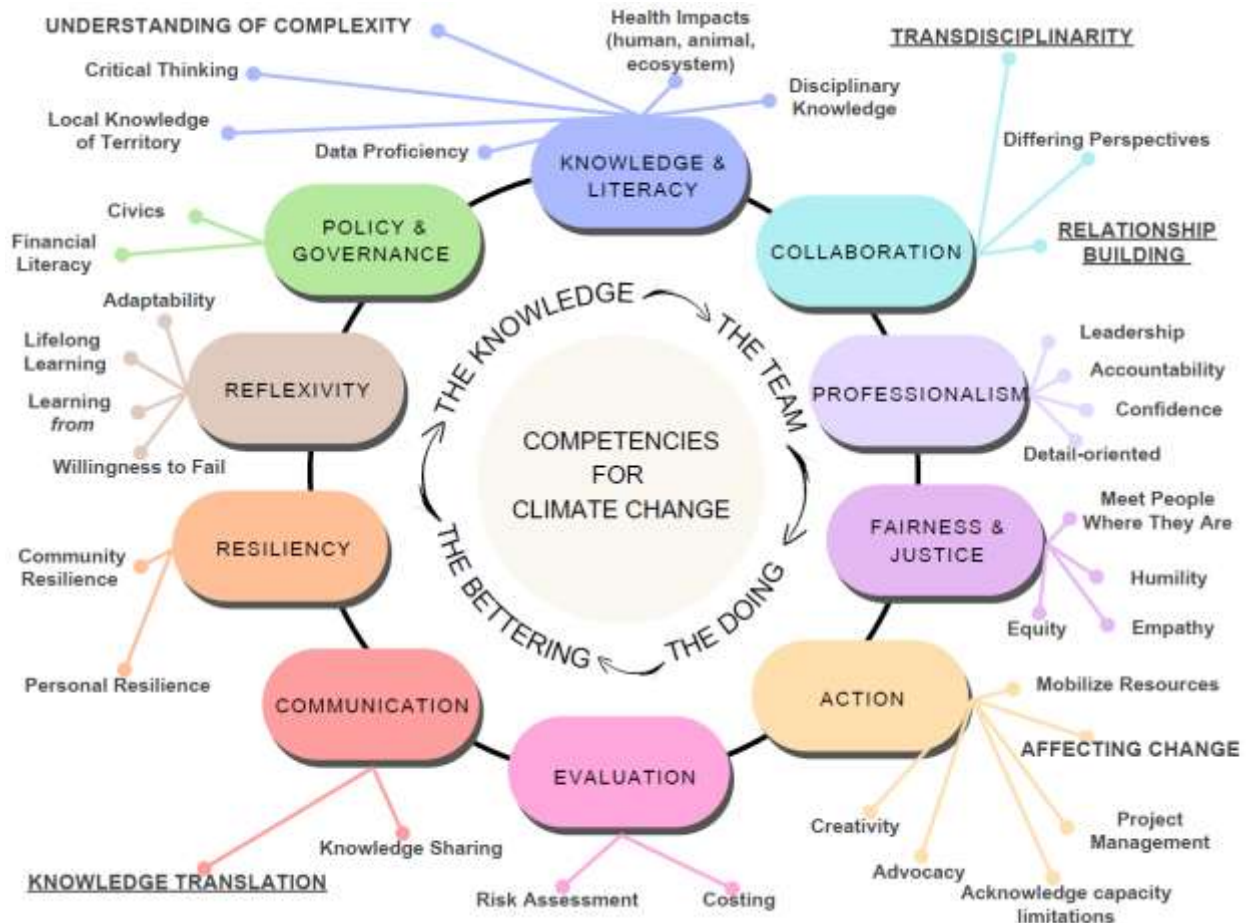 UNDERSTANDING OF COMPLEXITY
Critical Thinking
Local Knowledge
of Territory
Data Proficiency
Health Impacts
(human, animal,
ecosystem)
Disciplinary
Knowledge
KNOWLEDGE &
LITERACY
TRANSDISCIPLINARITY
Differing Perspectives
RELATIONSHIP
BUILDING
COLLABORATION
Leadership
Accountability
Confidence
Detail-oriented
PROFESSIONALISM
Meet People
Where They Are
Humility
Empathy
Equity
FAIRNESS &
JUSTICE
Mobilize Resources
AFFECTING CHANGE
Project
Management
Acknowledge capacity
limitations
Advocacy
Creativity
ACTION
EVALUATION
Risk Assessment
Costing
COMMUNICATION
Knowledge Sharing
KNOWLEDGE TRANSLATION
RESILIENCY
Community
Resilience
Personal Resilience
REFLEXIVITY
Adaptability
Lifelong
Learning
Learning
from
Willingness to Fail
POLICY &
GOVERNANCE
Civics
Financial
Literacy
THE KNOWLEDGE
THE TEAM
THE DOING
THE BETTERING
COMPETENCIES
FOR
CLIMATE CHANGE